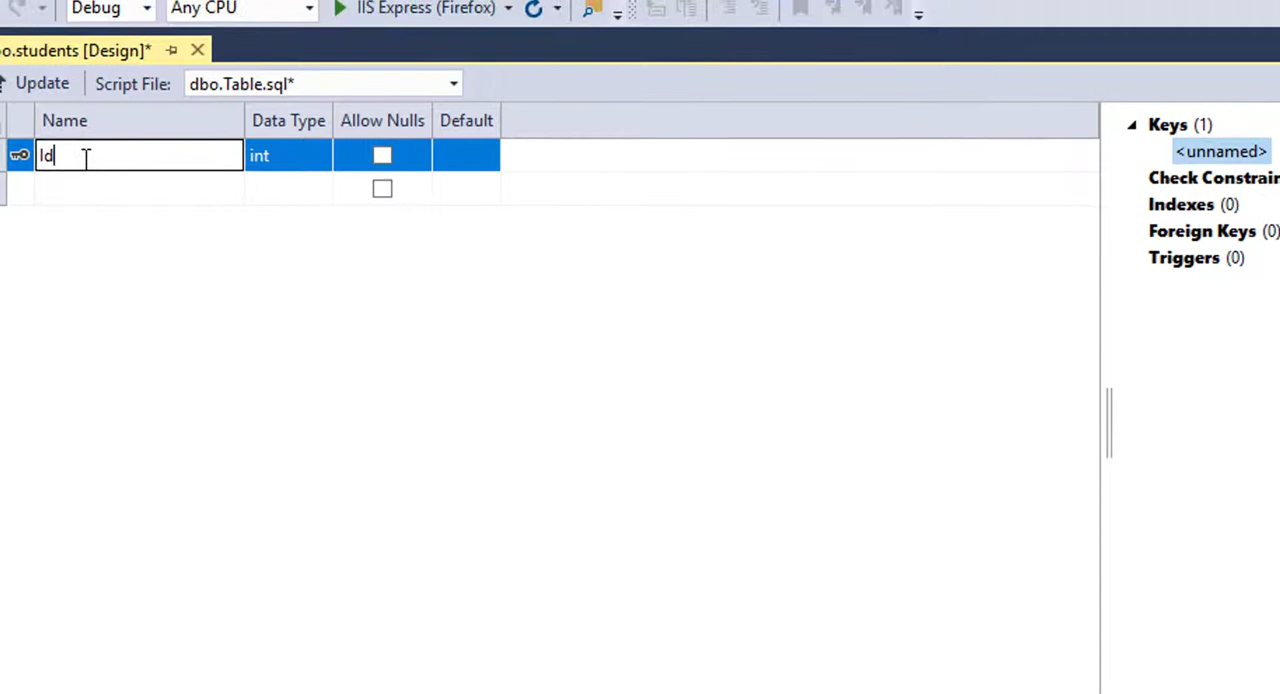 Debug Any CPU IIS Express (Firefox)
o.students [Design]*
Update Script File: dbo.Table.sql*
Name Data Type Allow Nulls Default
Id int
Keys (1)
<unnamed>
Check Constrain
Indexes (0)
Foreign Keys (0)
Triggers (0)